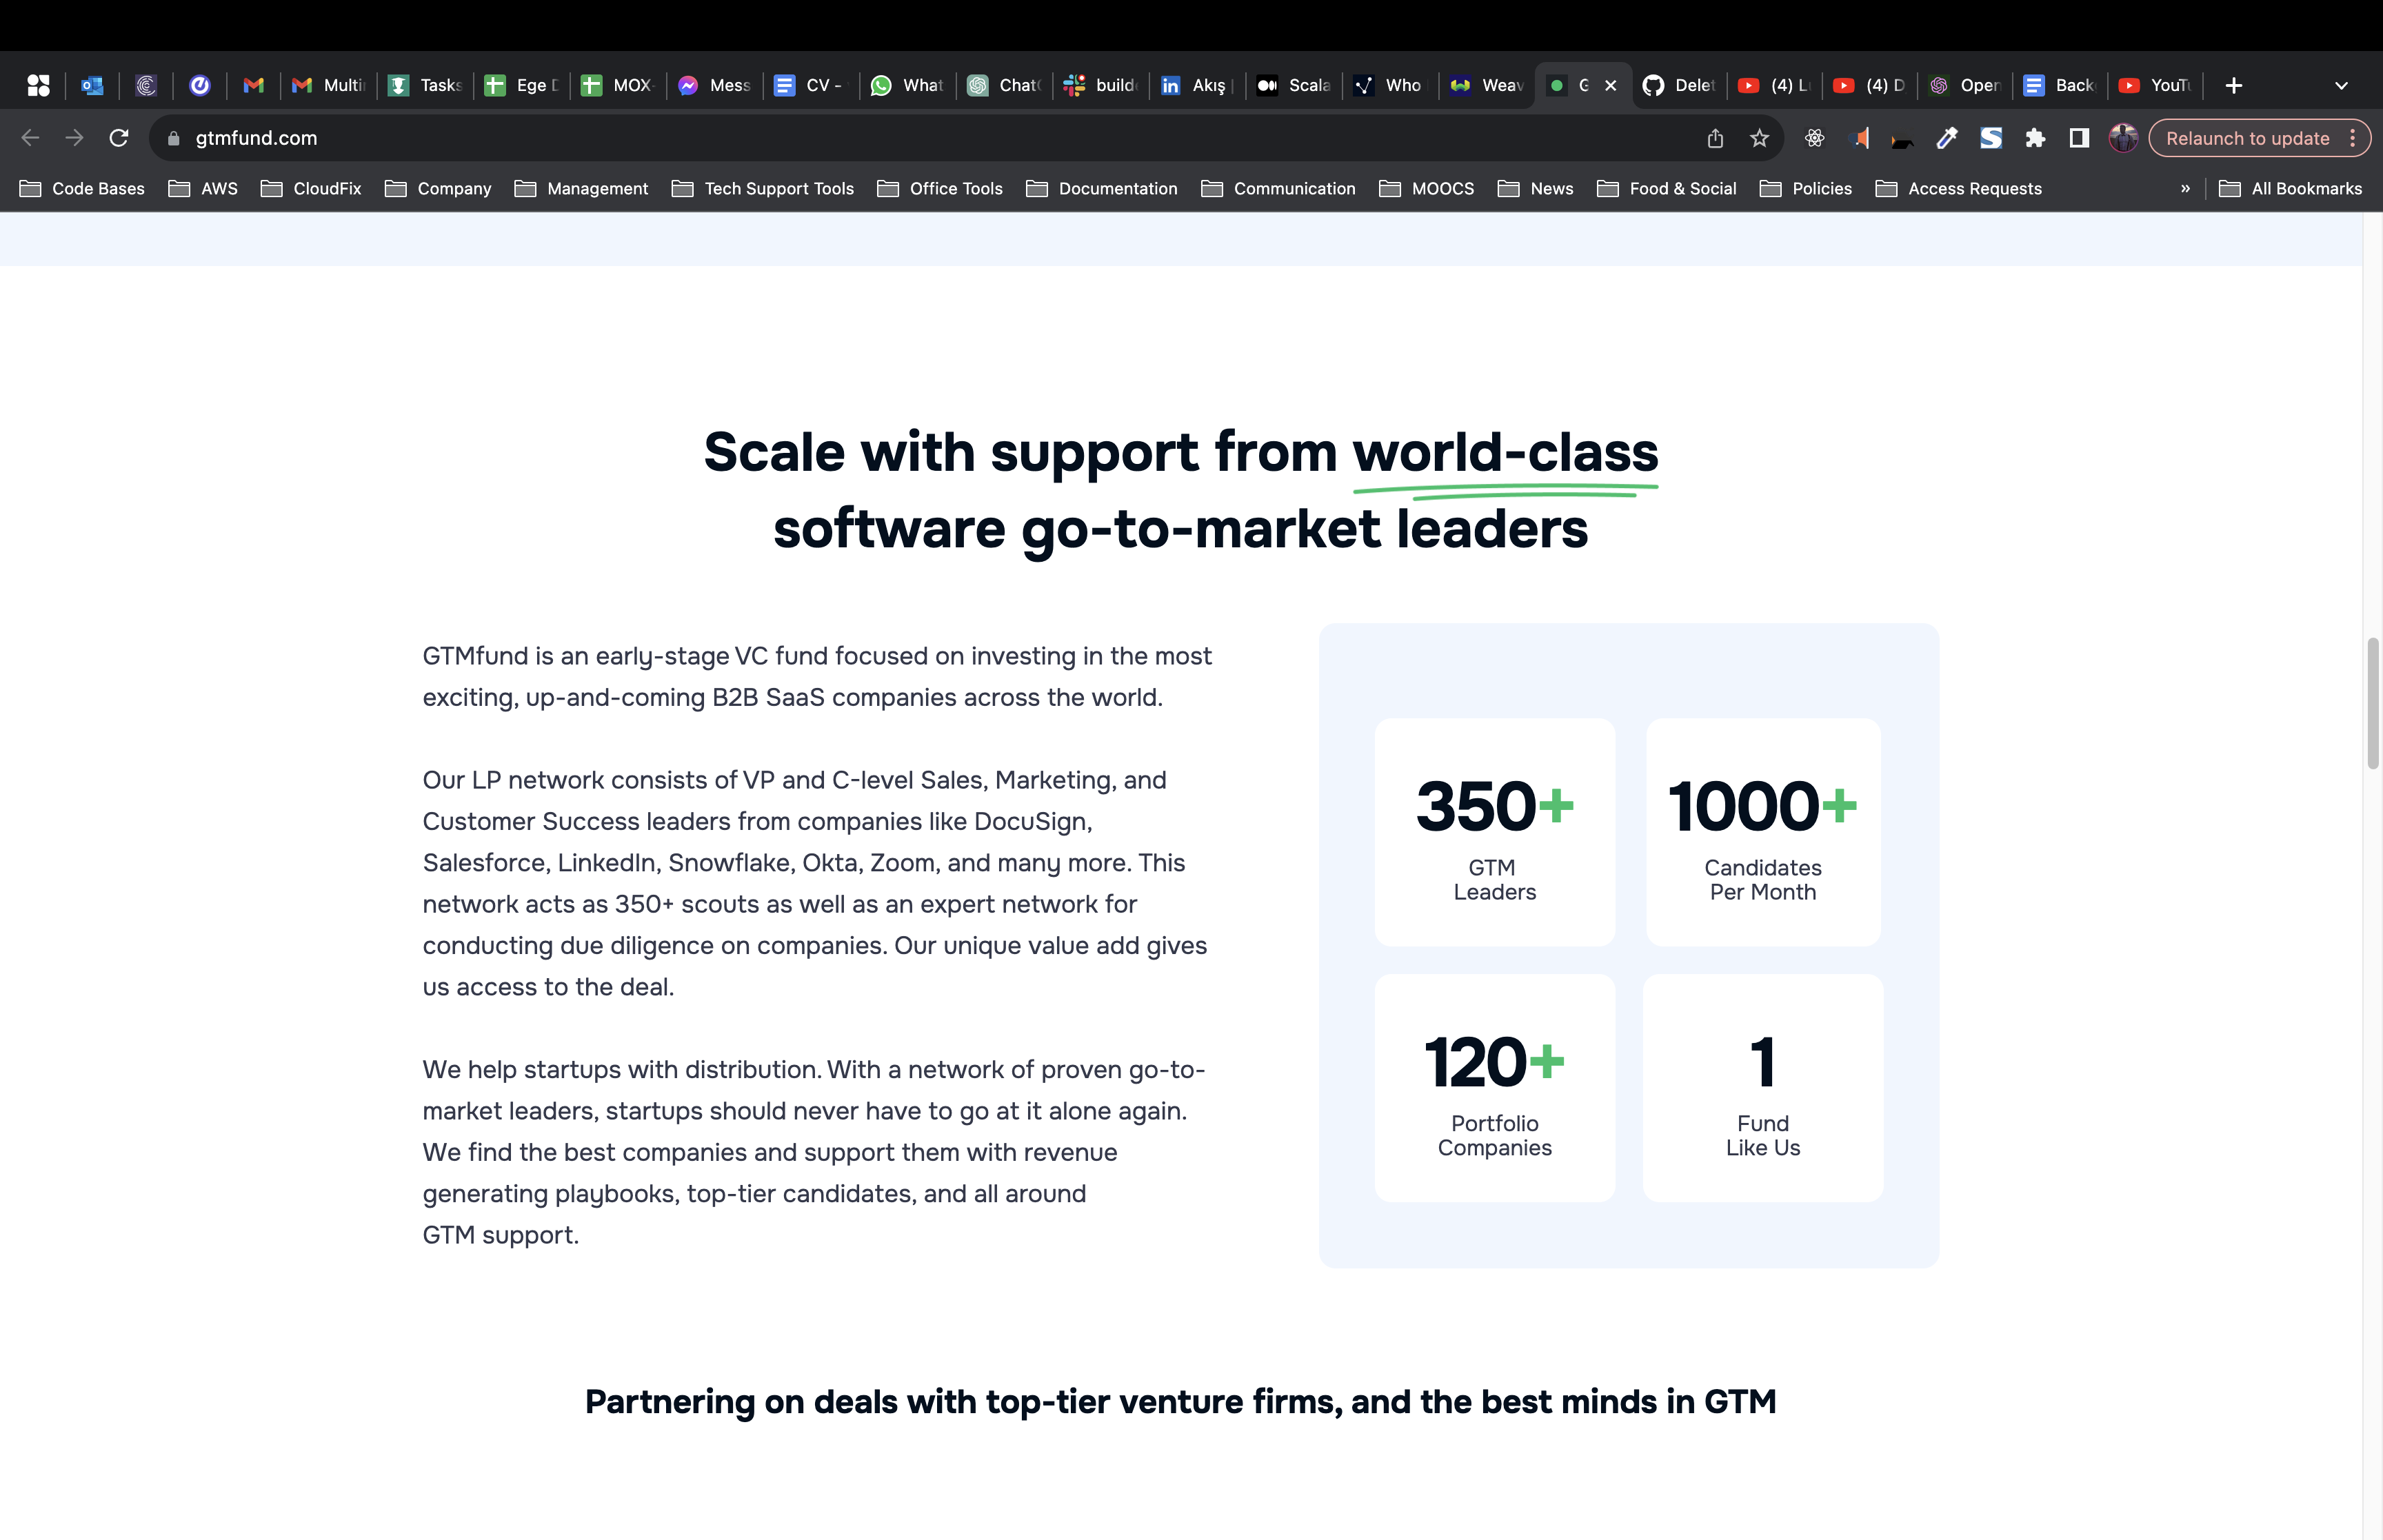 Multi
Tasks
Ege D
MOX-
Mess
CV -
What
Chat
build
Akış
Scala
Who
Weav
G
Delet
(4) L
(4) D
Open
Back
YouTu
gtmfund.com
Relaunch to update
Code Bases
AWS
CloudFix
Company
Management
Tech Support Tools
Office Tools
Documentation
Communication
MOOCS
News
Food & Social
Policies
Access Requests
»
All Bookmarks
Scale with support from world-class
software go-to-market leaders
GTMfund is an early-stage VC fund focused on investing in the most
exciting, up-and-coming B2B SaaS companies across the world.
Our LP network consists of VP and C-level Sales, Marketing, and
Customer Success leaders from companies like DocuSign,
Salesforce, LinkedIn, Snowflake, Okta, Zoom, and many more. This
network acts as 350+ scouts as well as an expert network for
conducting due diligence on companies. Our unique value add gives
us access to the deal.
We help startups with distribution. With a network of proven go-to-
market leaders, startups should never have to go at it alone again.
We find the best companies and support them with revenue
generating playbooks, top-tier candidates, and all around
GTM support.
350+
GTM
Leaders
1000+
Candidates
Per Month
120+
Portfolio
Companies
1
Fund
Like Us
Partnering on deals with top-tier venture firms, and the best minds in GTM